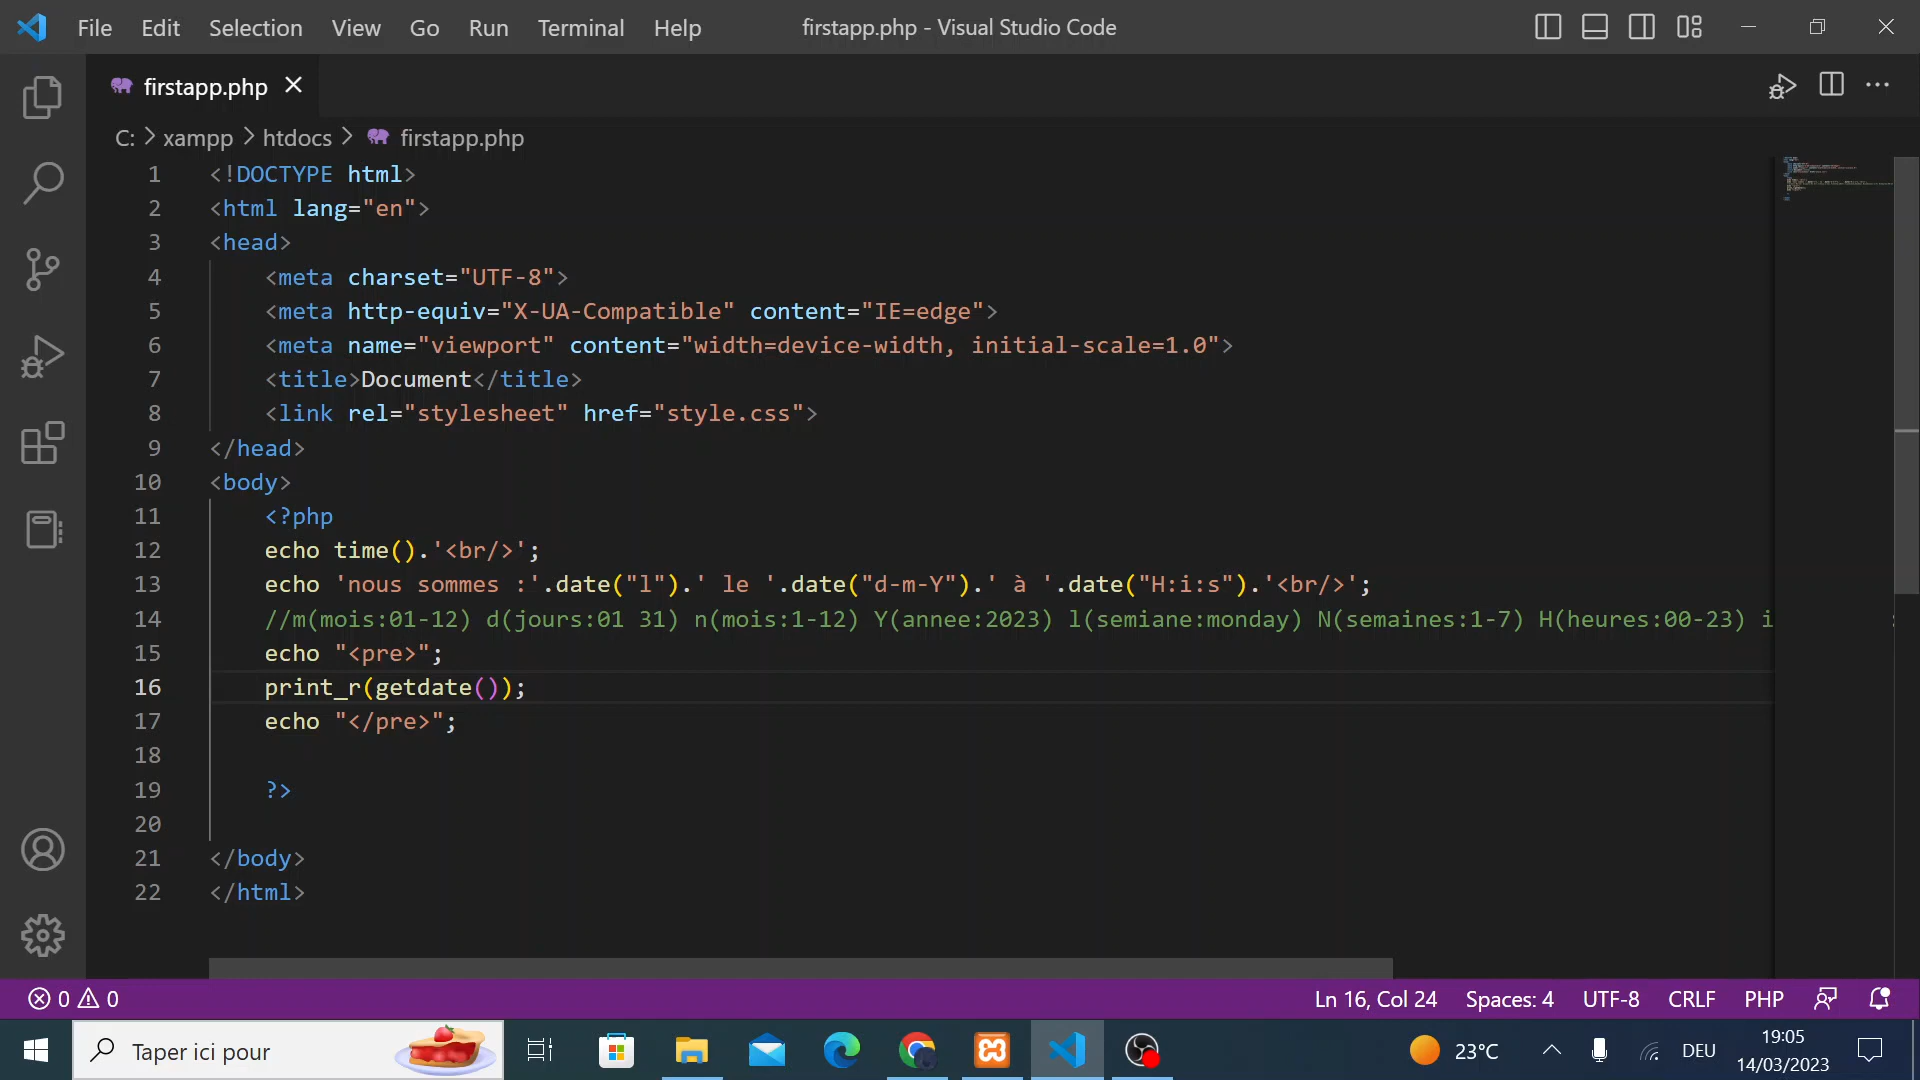 File Edit Selection View Go Run Terminal Help firstapp.php - Visual Studio Code
firstapp.php
C: > xampp > htdocs > firstapp.php
1 <!DOCTYPE html>
2 <html lang="en">
3 <head>
4 <meta charset="UTF-8">
5 <meta http-equiv="X-UA-Compatible" content="IE=edge">
6 <meta name="viewport" content="width=device-width, initial-scale=1.0">
7 <title>Document</title>
8 <link rel="stylesheet" href="style.css">
9 </head>
10 <body>
11 <?php
12 echo time().'<br/>';
13 echo 'nous sommes :'.date("l").' le '.date("d-m-Y").' à '.date("H:i:s").'<br/>';
14 //m(mois:01-12) d(jours:01 31) n(mois:1-12) Y(annee:2023) l(semiane:monday) N(semaines:1-7) H(heures:00-23) i
15 echo "<pre>";
16 print_r(getdate());
17 echo "</pre>";
18
19 ?>
20
21 </body>
22 </html>
0 0 Ln 16, Col 24 Spaces: 4 UTF-8 CRLF PHP
Taper ici pour 23°C DEU 19:05
14/03/2023